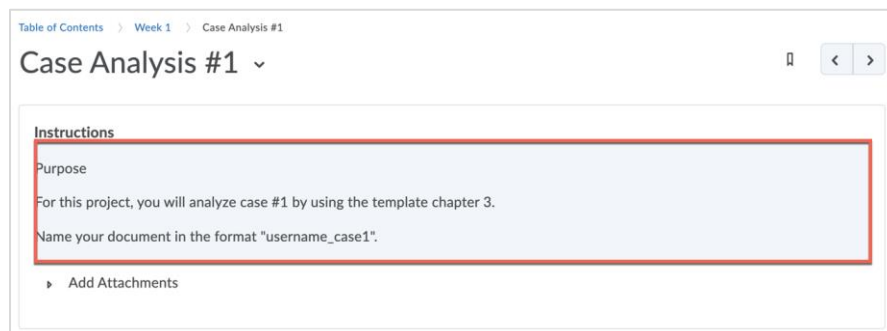 Table of Contents > Week 1 > Case Analysis #1
Case Analysis #1
Instructions
Purpose
For this project, you will analyze case #1 by using the template chapter 3.
Name your document in the format "username_case1".
Add Attachments